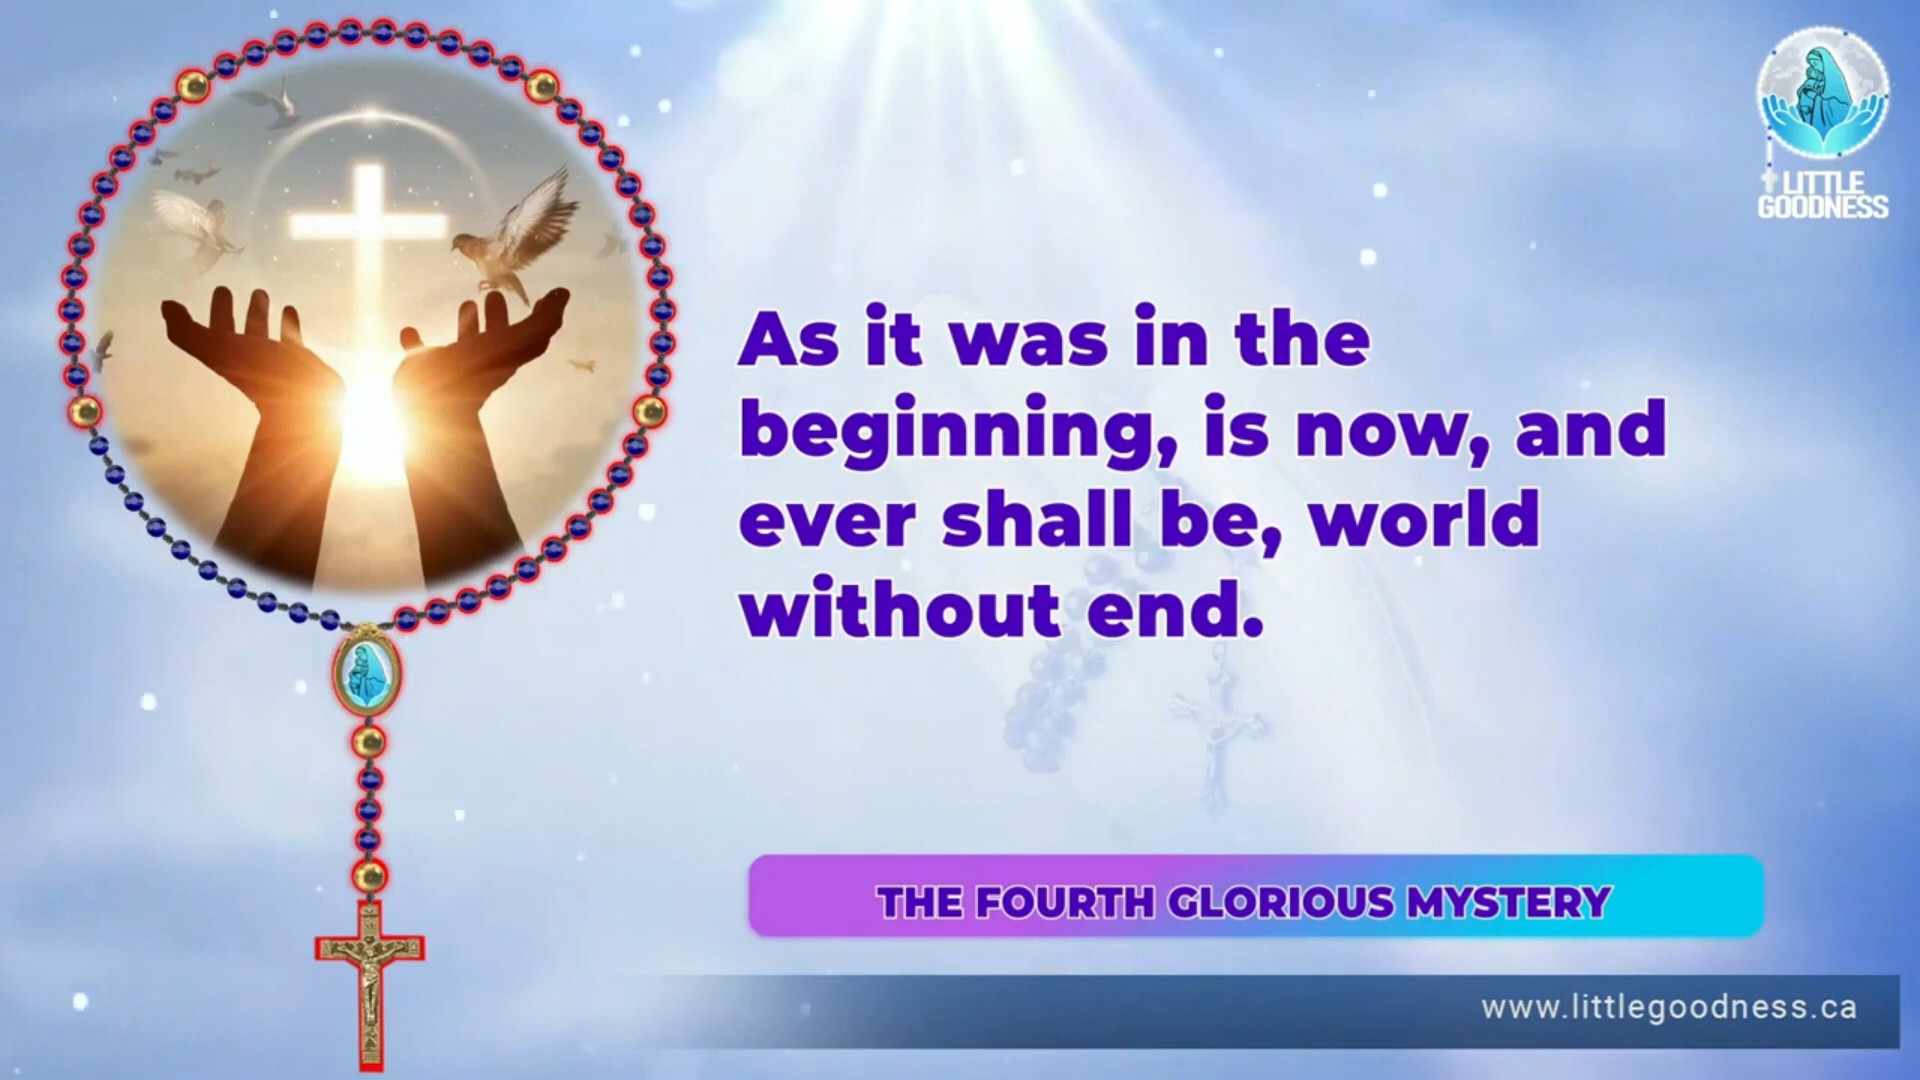 LITTLE
GOODNESS
As it was in the
beginning, is now, and
ever shall be, world
without end.
THE FOURTH GLORIOUS MYSTERY
www.littlegoodness.ca